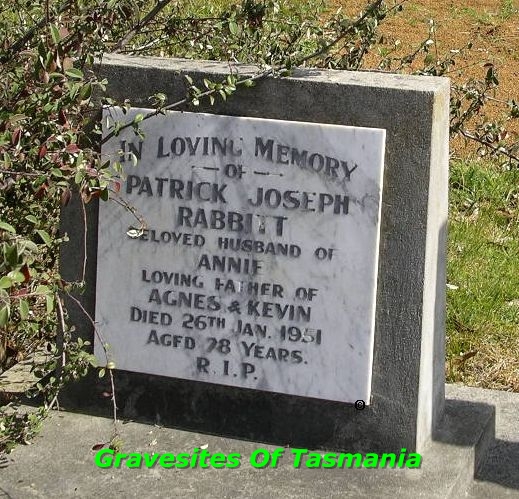 IN LOVING MEMORY
— OF —
PATRICK JOSEPH
RABBITT
BELOVED HUSBAND OF
ANNIE
LOVING FATHER OF
AGNES & KEVIN
DIED 26TH JAN. 1951
AGED 78 YEARS.
R.I.P.
©
Gravesites Of Tasmania